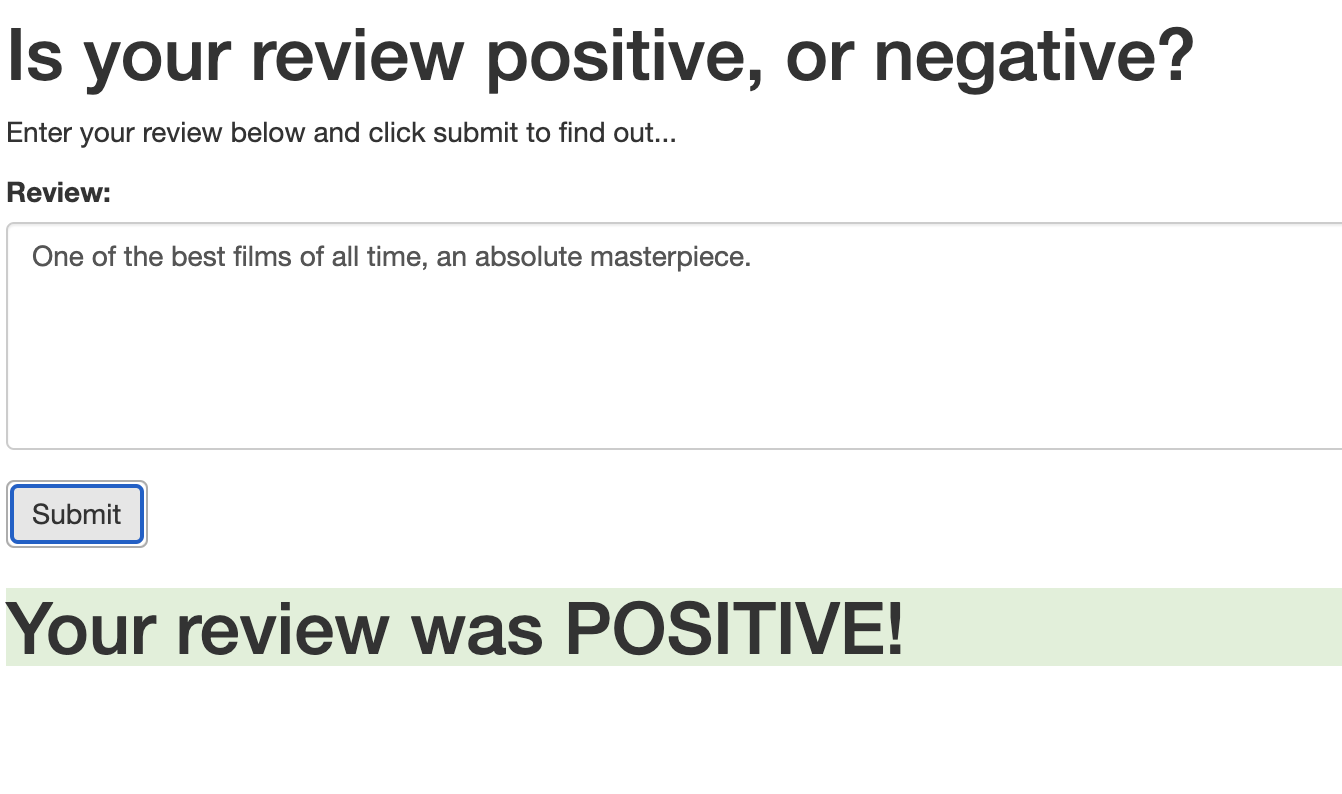 Is your review positive, or negative?
Enter your review below and click submit to find out...
Review:
One of the best films of all time, an absolute masterpiece.
Submit
Your review was POSITIVE!